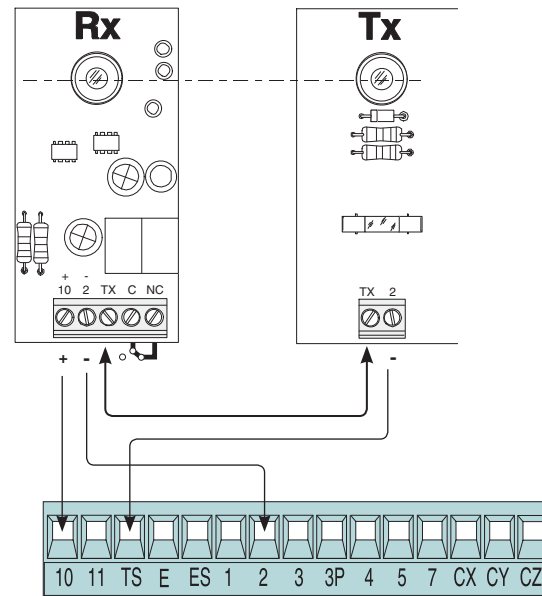 Rx Tx
+ -
10 2 TX C NC
TX 2
+ - -
10 11 TS E ES 1 2 3 3P 4 5 7 CX CY CZ